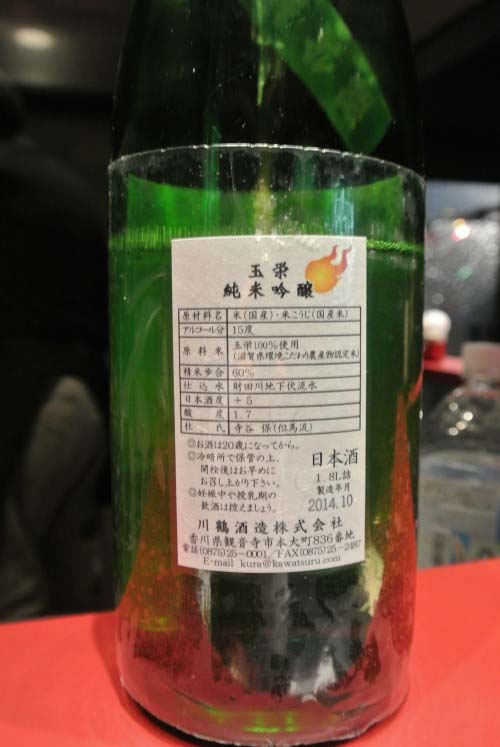 玉栄
純米吟醸
原材料名 米(国産)・米こうじ(国産米)
アルコール分 15度
原料米 玉栄100%使用
(滋賀県環境こだわり農産物認定米)
精米歩合 60%
仕込水 財田川地下伏流水
日本酒度 +5
酸度 1.7
杜氏 寺谷 保(但馬流)
◎お酒は20歳になってから。
◎冷暗所で保管の上、
開栓後はお早めに
お召し上がり下さい。
◎妊娠中や授乳期の
飲酒は控えましょう。
日本酒
1.8L詰
製造年月
2014.10
川鶴酒造株式会社
香川県観音寺市本大町836番地
電話(0875)25-0001/FAX(0875)25-2487
E-mail kura@kawatsuru.com